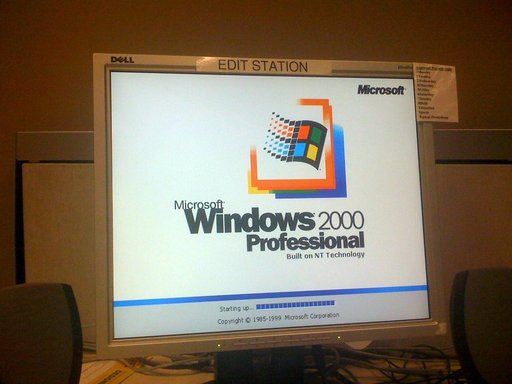 DELL
EDIT STATION
Microsoft
Microsoft
Windows 2000
Professional
Built on NT Technology
Starting up...
Copyright © 1985-1999 Microsoft Corporation